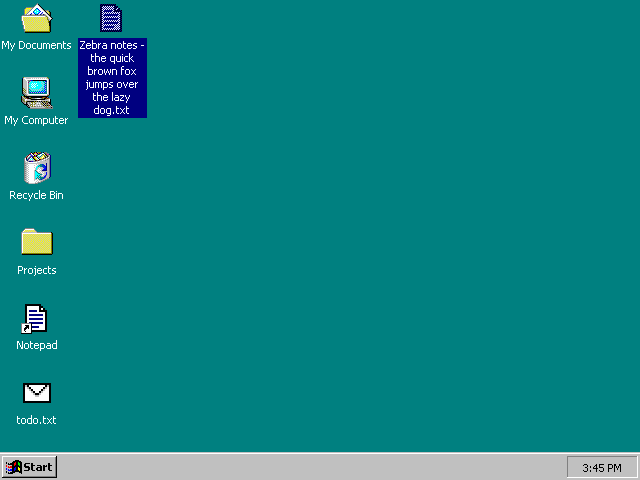 My Documents
Zebra notes -
the quick
brown fox
jumps over
the lazy
dog.txt
My Computer
Recycle Bin
Projects
Notepad
todo.txt
Start
3:45 PM